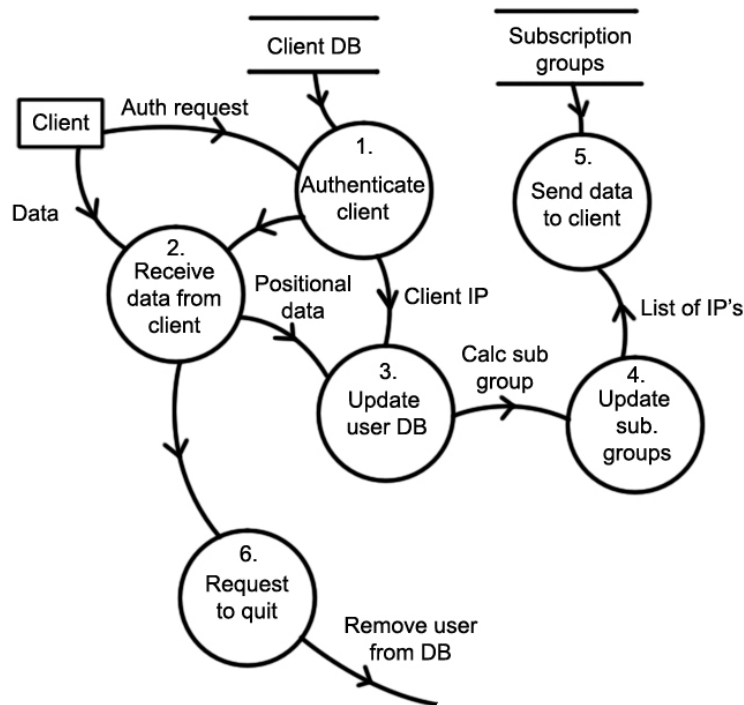 Client DB
Subscription
groups
Client
Auth request
1.
Authenticate
client
5.
Send data
to client
Data
2.
Receive
data from
client
Positional
data
Client IP
List of IP's
3.
Update
user DB
Calc sub
group
4.
Update
sub.
groups
6.
Request
to quit
Remove user
from DB